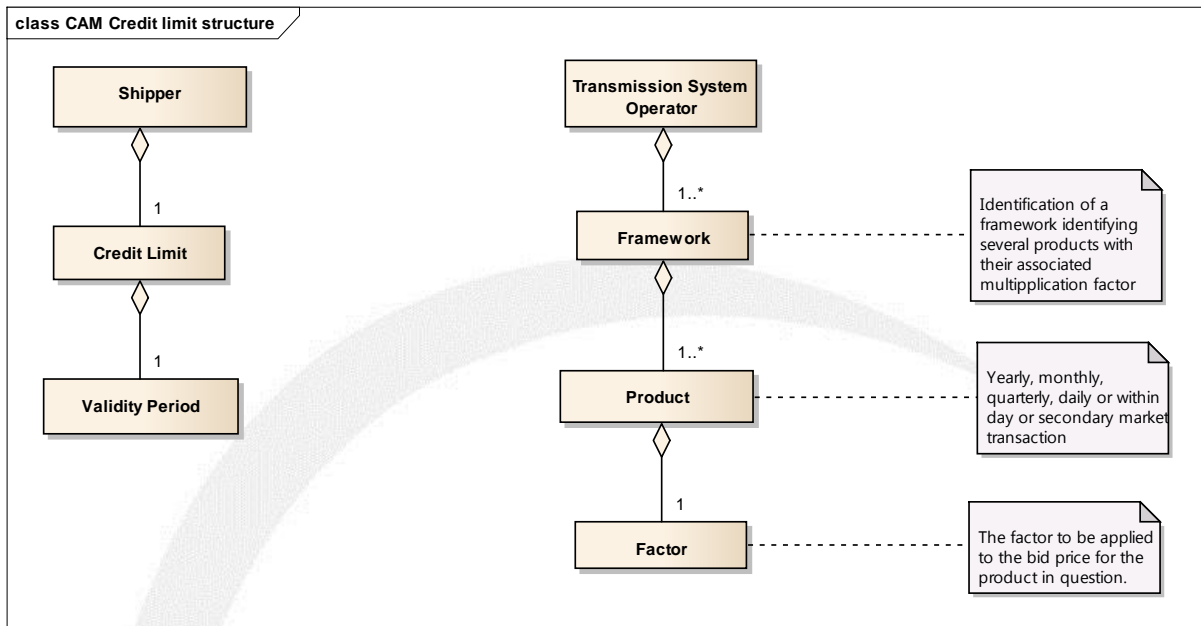 class CAM Credit limit structure
Shipper
1
Credit Limit
1
Validity Period
Transmission System
Operator
1..*
Framework
1..*
Product
1
Factor
Identification of a
framework identifying
several products with
their associated
multipplication factor
Yearly, monthly,
quarterly, daily or within
day or secondary market
transaction
The factor to be applied
to the bid price for the
product in question.